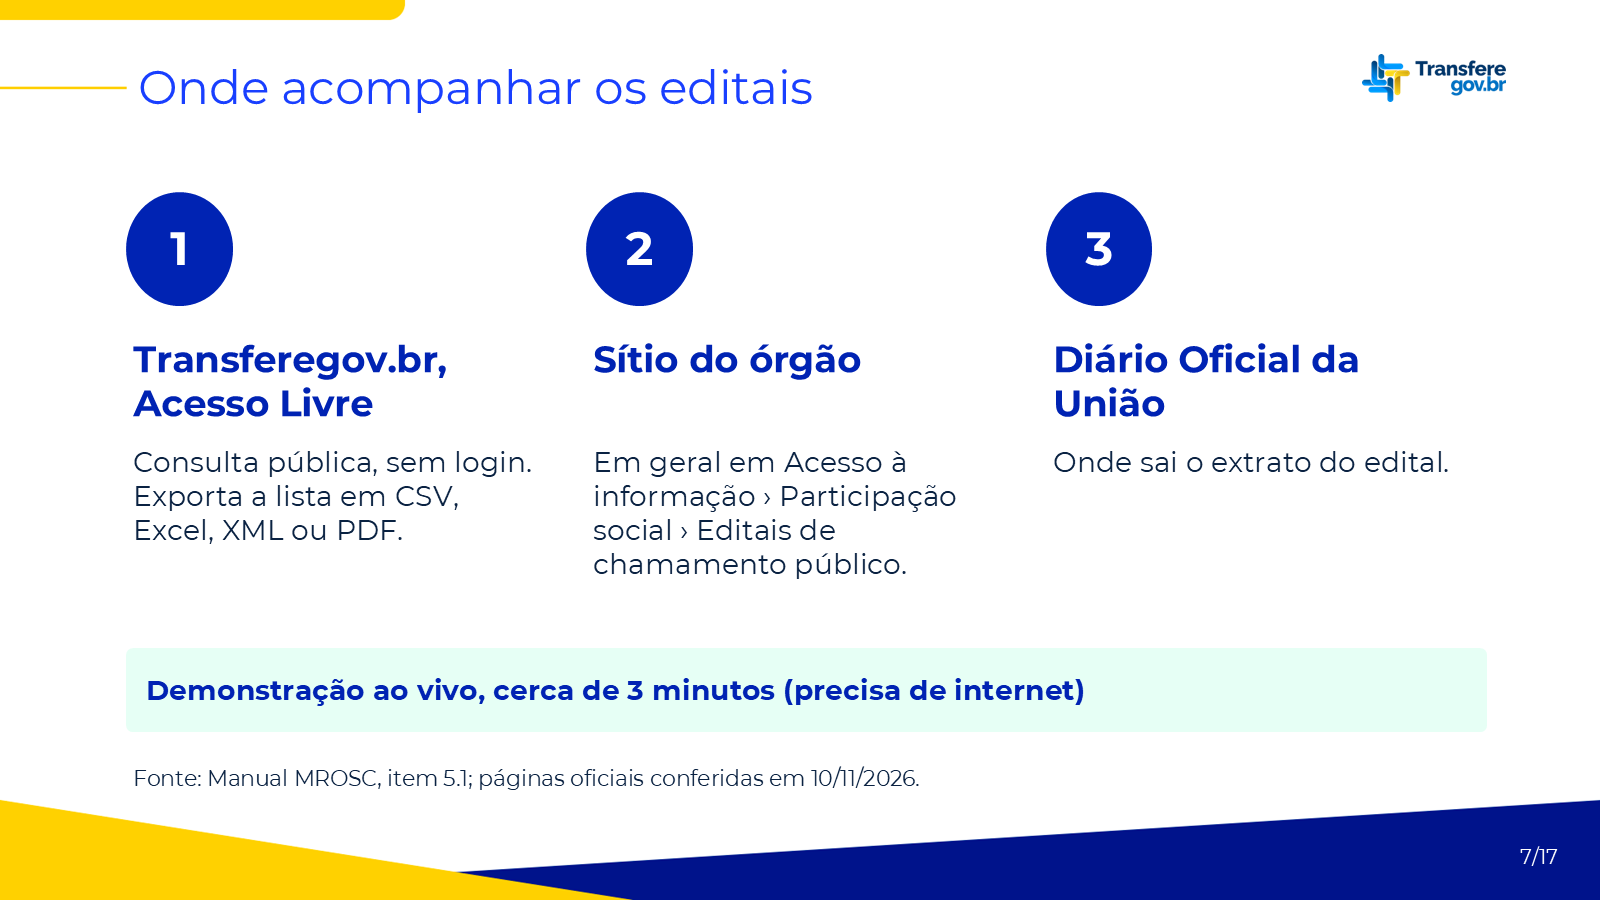 Onde acompanhar os editais
Transfere
gov.br
1
Transferegov.br,
Acesso Livre
Consulta pública, sem login.
Exporta a lista em CSV,
Excel, XML ou PDF.
2
Sítio do órgão
Em geral em Acesso à
informação › Participação
social › Editais de
chamamento público.
3
Diário Oficial da
União
Onde sai o extrato do edital.
Demonstração ao vivo, cerca de 3 minutos (precisa de internet)
Fonte: Manual MROSC, item 5.1; páginas oficiais conferidas em 10/11/2026.
7/17